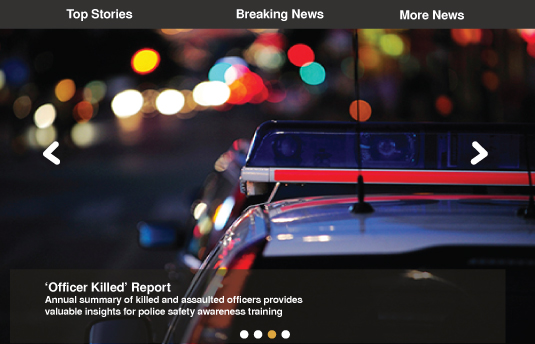 Top Stories Breaking News More News
‘Officer Killed’ Report
Annual summary of killed and assaulted officers provides
valuable insights for police safety awareness training